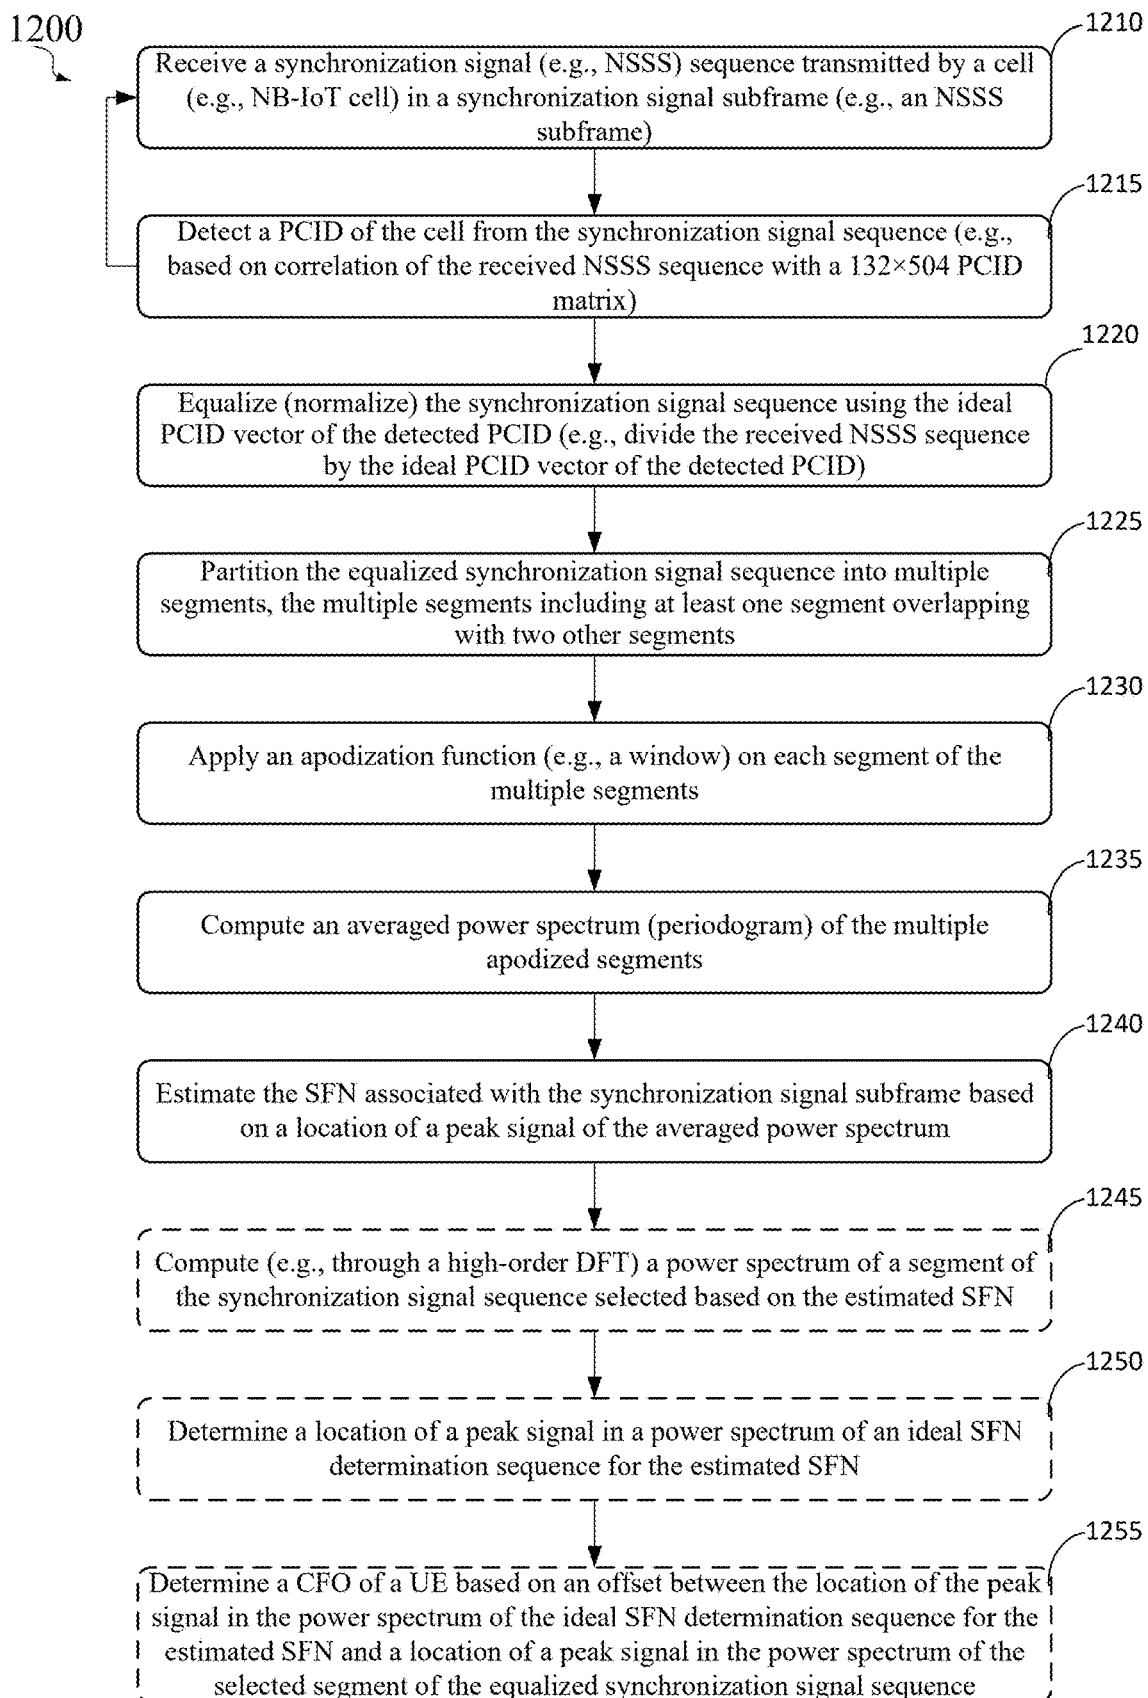 1200
1210
Receive a synchronization signal (e.g., NSSS) sequence transmitted by a cell
(e.g., NB-IoT cell) in a synchronization signal subframe (e.g., an NSSS
subframe)
1215
Detect a PCID of the cell from the synchronization signal sequence (e.g.,
based on correlation of the received NSSS sequence with a 132×504 PCID
matrix)
1220
Equalize (normalize) the synchronization signal sequence using the ideal
PCID vector of the detected PCID (e.g., divide the received NSSS sequence
by the ideal PCID vector of the detected PCID)
1225
Partition the equalized synchronization signal sequence into multiple
segments, the multiple segments including at least one segment overlapping
with two other segments
1230
Apply an apodization function (e.g., a window) on each segment of the
multiple segments
1235
Compute an averaged power spectrum (periodogram) of the multiple
apodized segments
1240
Estimate the SFN associated with the synchronization signal subframe based
on a location of a peak signal of the averaged power spectrum
1245
Compute (e.g., through a high-order DFT) a power spectrum of a segment of
the synchronization signal sequence selected based on the estimated SFN
1250
Determine a location of a peak signal in a power spectrum of an ideal SFN
determination sequence for the estimated SFN
1255
Determine a CFO of a UE based on an offset between the location of the peak
signal in the power spectrum of the ideal SFN determination sequence for the
estimated SFN and a location of a peak signal in the power spectrum of the
selected segment of the equalized synchronization signal sequence